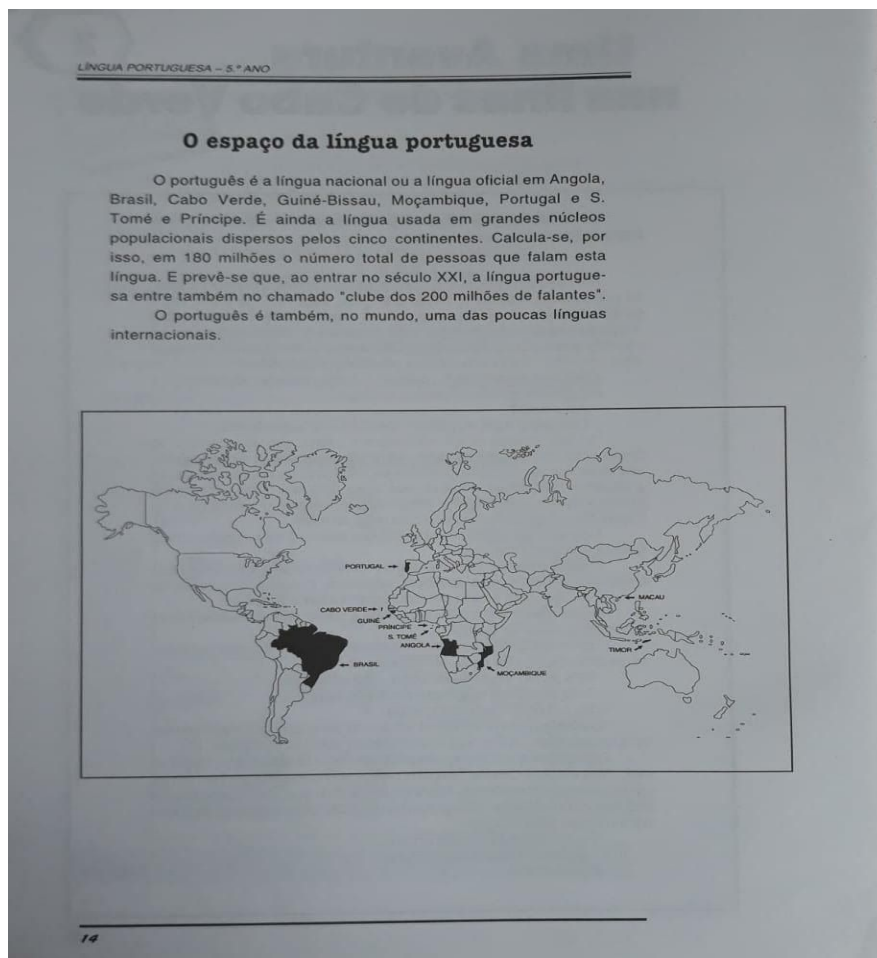 LÍNGUA PORTUGUESA – 5.º ANO
O espaço da língua portuguesa
O português é a língua nacional ou a língua oficial em Angola,
Brasil, Cabo Verde, Guiné-Bissau, Moçambique, Portugal e S.
Tomé e Príncipe. É ainda a língua usada em grandes núcleos
populacionais dispersos pelos cinco continentes. Calcula-se, por
isso, em 180 milhões o número total de pessoas que falam esta
língua. E prevê-se que, ao entrar no século XXI, a língua portugue-
sa entre também no chamado "clube dos 200 milhões de falantes".
O português é também, no mundo, uma das poucas línguas
internacionais.
PORTUGAL
MACAU
CABO VERDE
GUINÉ
PRÍNCIPE
S. TOMÉ
ANGOLA
TIMOR
BRASIL
MOÇAMBIQUE
14